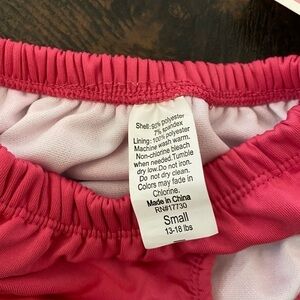 Shell: 93% polyester
7% spandex
Lining: 100% polyester
Machine wash warm.
Non-chlorine bleach
when needed.Tumble
dry low.Do not iron.
Do not dry clean.
Colors may fade in
Chlorine.
Made in China
RN#17730
Small
13-18 lbs